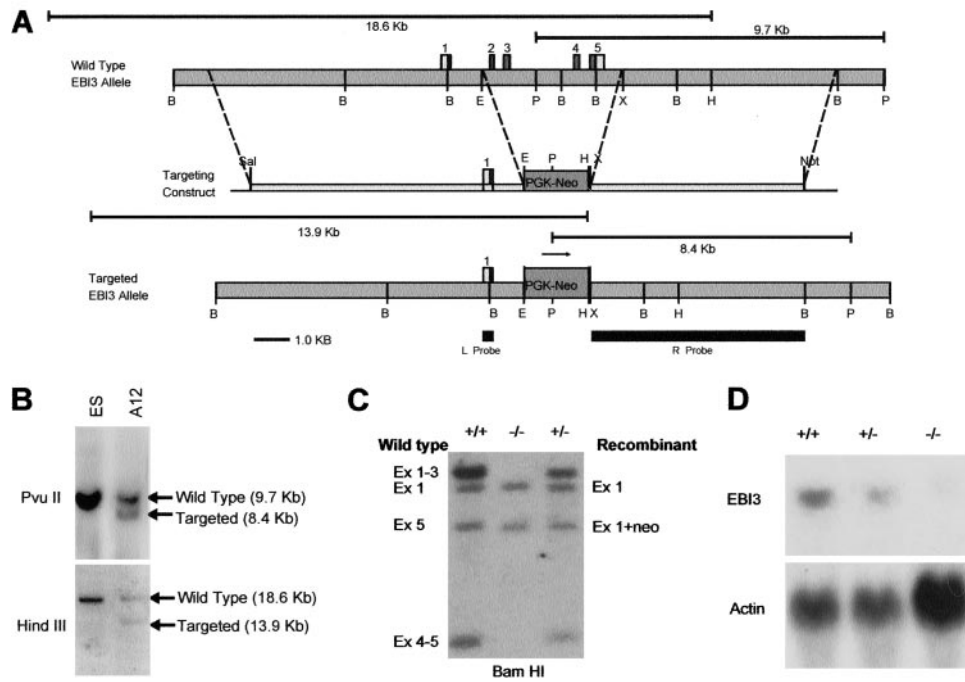 A
18.6 Kb
9.7 Kb
Wild Type
EBI3 Allele
1 2 3 4 5
B B B E P B B X B H B P
Sal E P H X Not
1
Targeting
Construct
PGK-Neo
13.9 Kb
8.4 Kb
Targeted
EBI3 Allele
1
PGK-Neo
B B B E P H X B H B P B
1.0 KB
L Probe
R Probe
B
ES A12
Pvu II
Wild Type (9.7 Kb)
Targeted (8.4 Kb)
Hind III
Wild Type (18.6 Kb)
Targeted (13.9 Kb)
C
+/+ -/- +/-
Wild type
Recombinant
Ex 1-3
Ex 1
Ex 1
Ex 5
Ex 1+neo
Ex 4-5
Bam HI
D
+/+ +/- -/-
EBI3
Actin